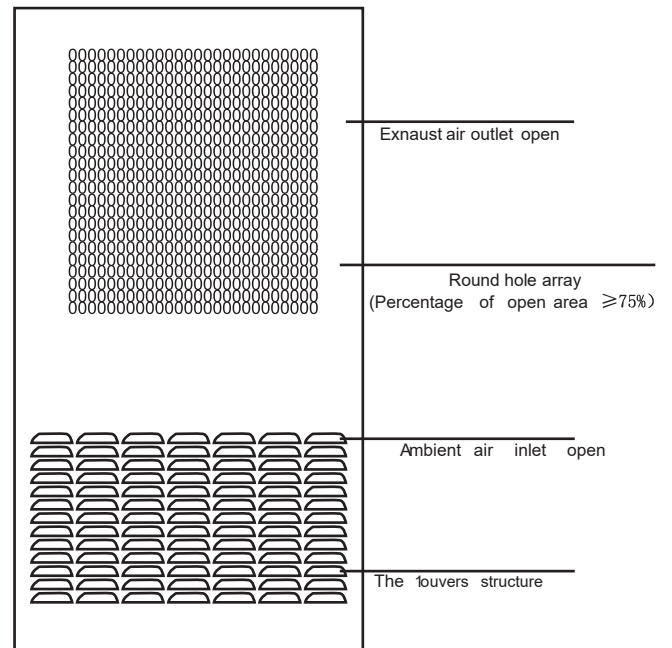 Exnaust air outlet open
Round hole array
(Percentage of open area ≥75%)
Ambient air inlet open
The 1ouvers structure